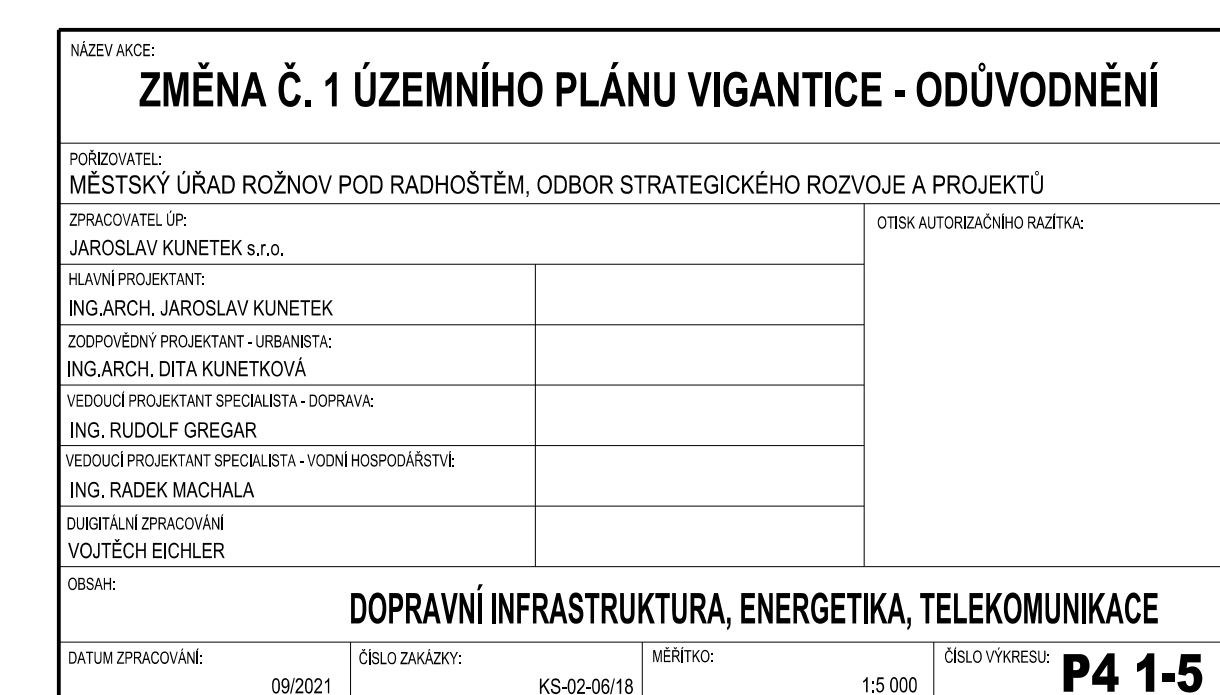 NÁZEV AKCE:
ZMĚNA Č. 1 ÚZEMNÍHO PLÁNU VIGANTICE - ODŮVODNĚNÍ
POŘIZOVATEL:
MĚSTSKÝ ÚŘAD ROŽNOV POD RADHOŠTĚM, ODBOR STRATEGICKÉHO ROZVOJE A PROJEKTŮ
ZPRACOVATEL ÚP:
JAROSLAV KUNETEK s.r.o.
OTISK AUTORIZAČNÍHO RAZÍTKA:
HLAVNÍ PROJEKTANT:
ING.ARCH. JAROSLAV KUNETEK
ZODPOVĚDNÝ PROJEKTANT - URBANISTA:
ING.ARCH. DITA KUNETKOVÁ
VEDOUCÍ PROJEKTANT SPECIALISTA - DOPRAVA:
ING. RUDOLF GREGAR
VEDOUCÍ PROJEKTANT SPECIALISTA - VODNÍ HOSPODÁŘSTVÍ:
ING. RADEK MACHALA
DUIGITÁLNÍ ZPRACOVÁNÍ
VOJTĚCH EICHLER
OBSAH:
DOPRAVNÍ INFRASTRUKTURA, ENERGETIKA, TELEKOMUNIKACE
DATUM ZPRACOVÁNÍ:
09/2021
ČÍSLO ZAKÁZKY:
KS-02-06/18
MĚŘÍTKO:
1:5 000
ČÍSLO VÝKRESU:
P4 1-5